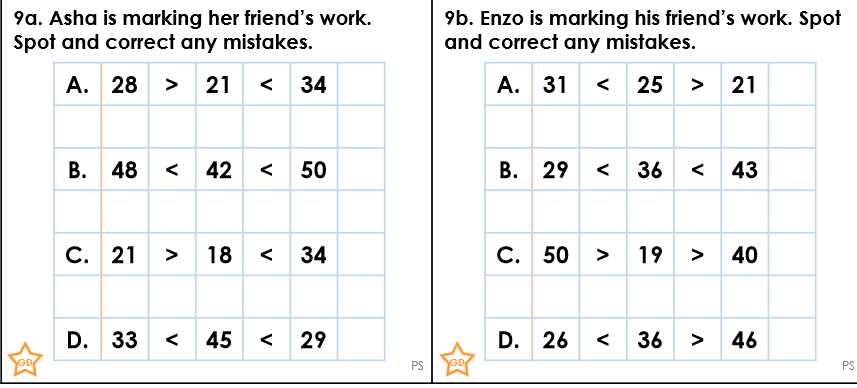 9a. Asha is marking her friend’s work.
Spot and correct any mistakes.
A. 28 > 21 < 34
B. 48 < 42 < 50
C. 21 > 18 < 34
D. 33 < 45 < 29
GD
PS
9b. Enzo is marking his friend’s work. Spot
and correct any mistakes.
A. 31 < 25 > 21
B. 29 < 36 < 43
C. 50 > 19 > 40
D. 26 < 36 > 46
GD
PS